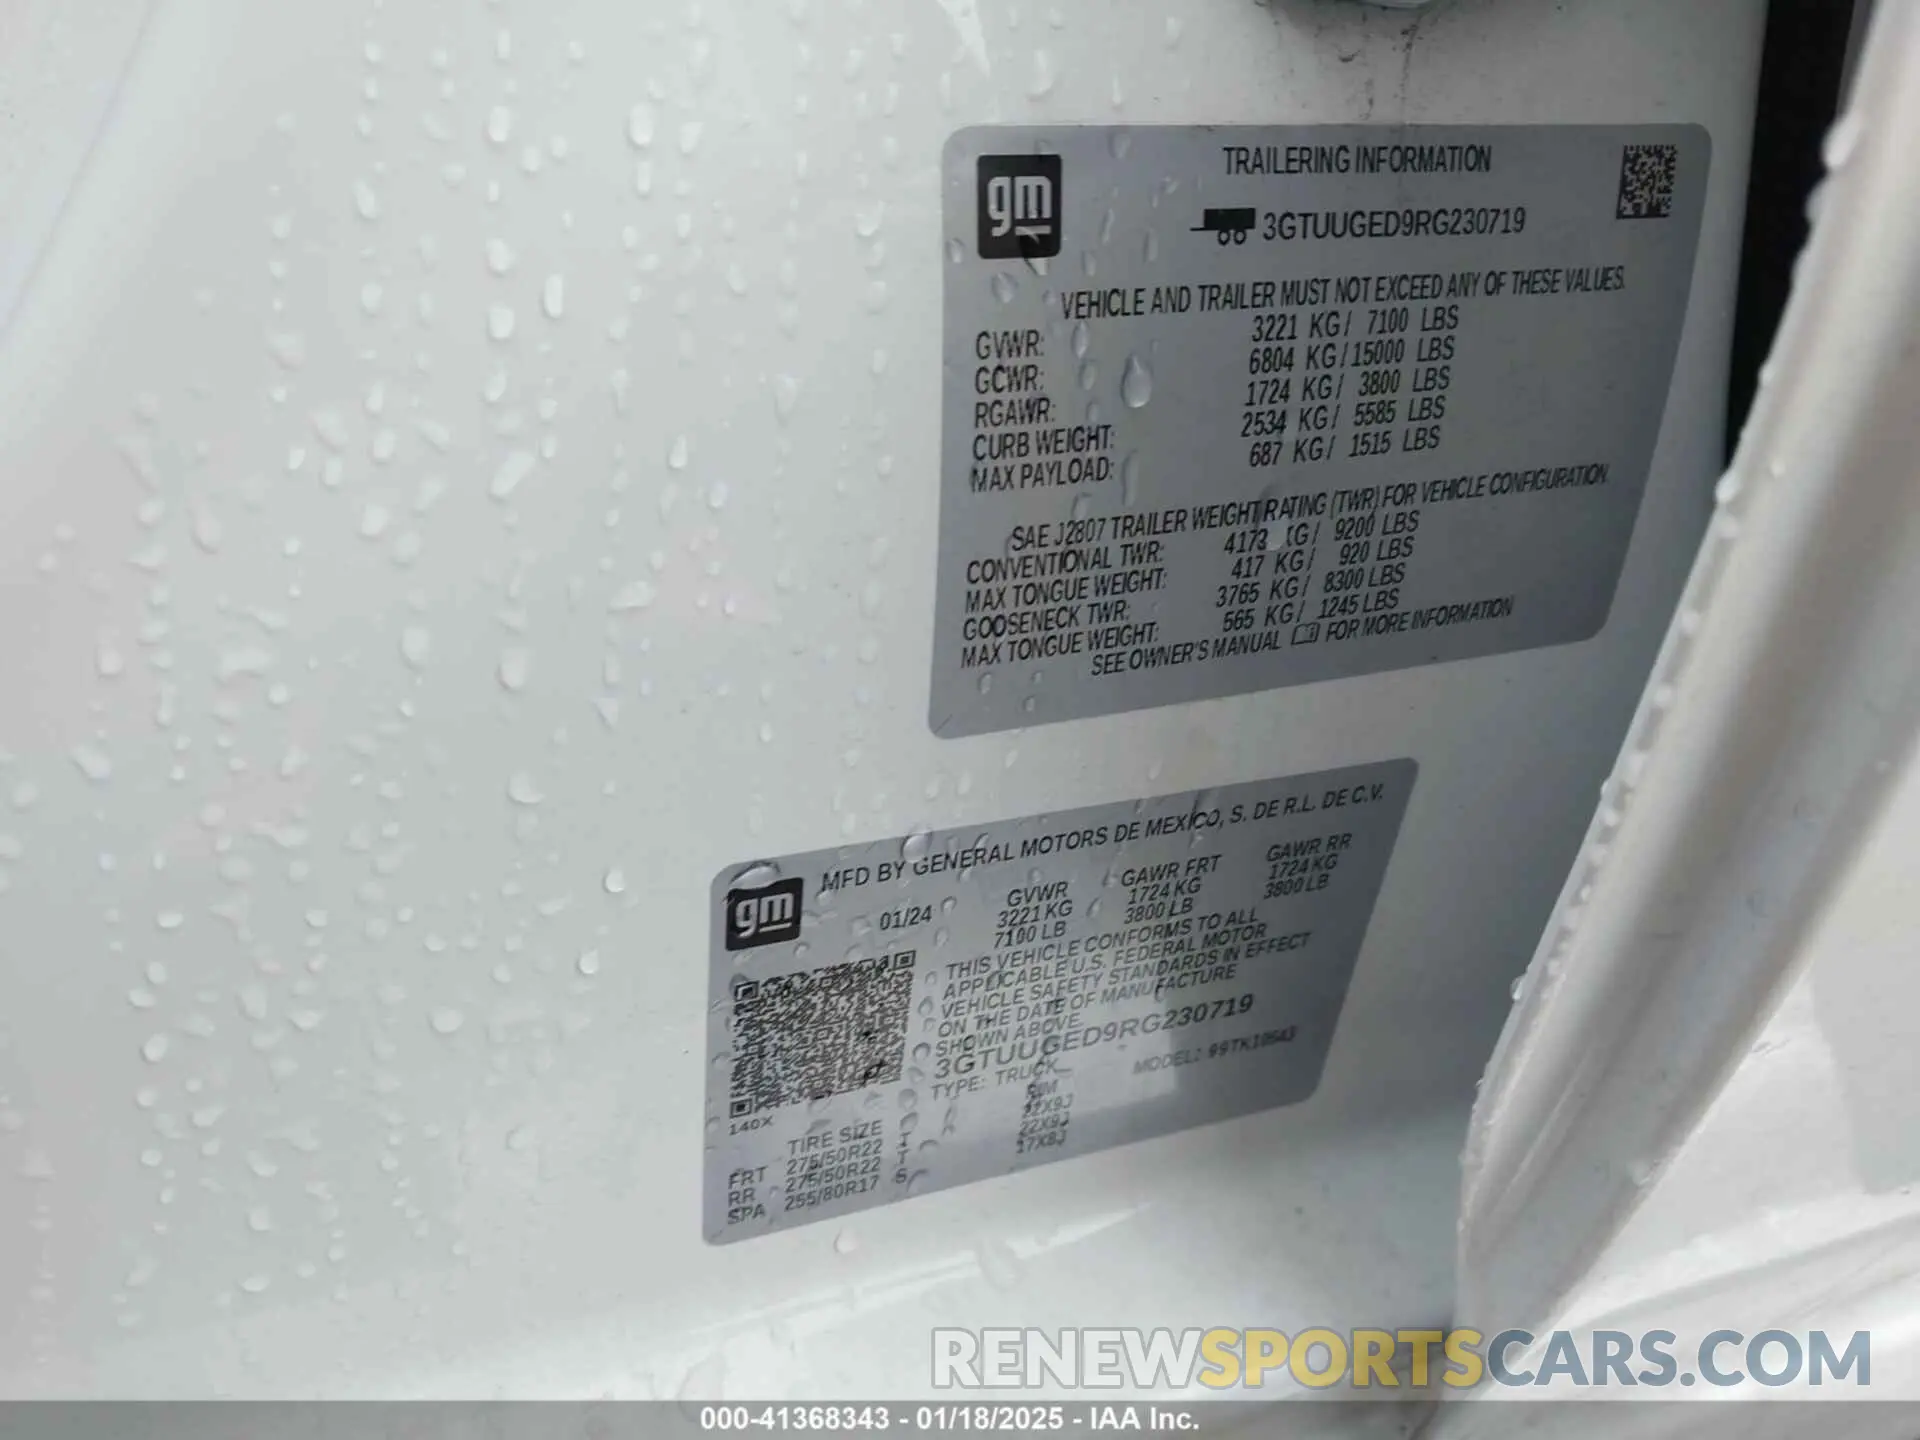 gm
TRAILERING INFORMATION
3GTUUGED9RG230719
VEHICLE AND TRAILER MUST NOT EXCEED ANY OF THESE VALUES.
GVWR: 3221 KG/ 7100 LBS
GCWR: 6804 KG/15000 LBS
RGAWR: 1724 KG/ 3800 LBS
CURB WEIGHT: 2534 KG/ 5585 LBS
MAX PAYLOAD: 687 KG/ 1515 LBS
SAE J2807 TRAILER WEIGHT RATING (TWR) FOR VEHICLE CONFIGURATION.
CONVENTIONAL TWR: 4173 KG/ 9200 LBS
MAX TONGUE WEIGHT: 417 KG/ 920 LBS
GOOSENECK TWR: 3765 KG/ 8300 LBS
MAX TONGUE WEIGHT: 565 KG/ 1245 LBS
SEE OWNER'S MANUAL FOR MORE INFORMATION
gm
MFD BY GENERAL MOTORS DE MEXICO, S. DE R.L. DE C.V.
01/24
GVWR GAWR FRT GAWR RR
3221 KG 1724 KG 1724 KG
7100 LB 3800 LB 3800 LB
THIS VEHICLE CONFORMS TO ALL
APPLICABLE U.S. FEDERAL MOTOR
VEHICLE SAFETY STANDARDS IN EFFECT
ON THE DATE OF MANUFACTURE
SHOWN ABOVE.
3GTUUGED9RG230719
TYPE: TRUCK MODEL: 99TK10543
140X
TIRE SIZE RIM
FRT 275/50R22 T 22X9J
RR 275/50R22 T 22X9J
SPA 255/80R17 S 17X8J
RENEWSPORTSCARS.COM
000-41368343 - 01/18/2025 - IAA Inc.